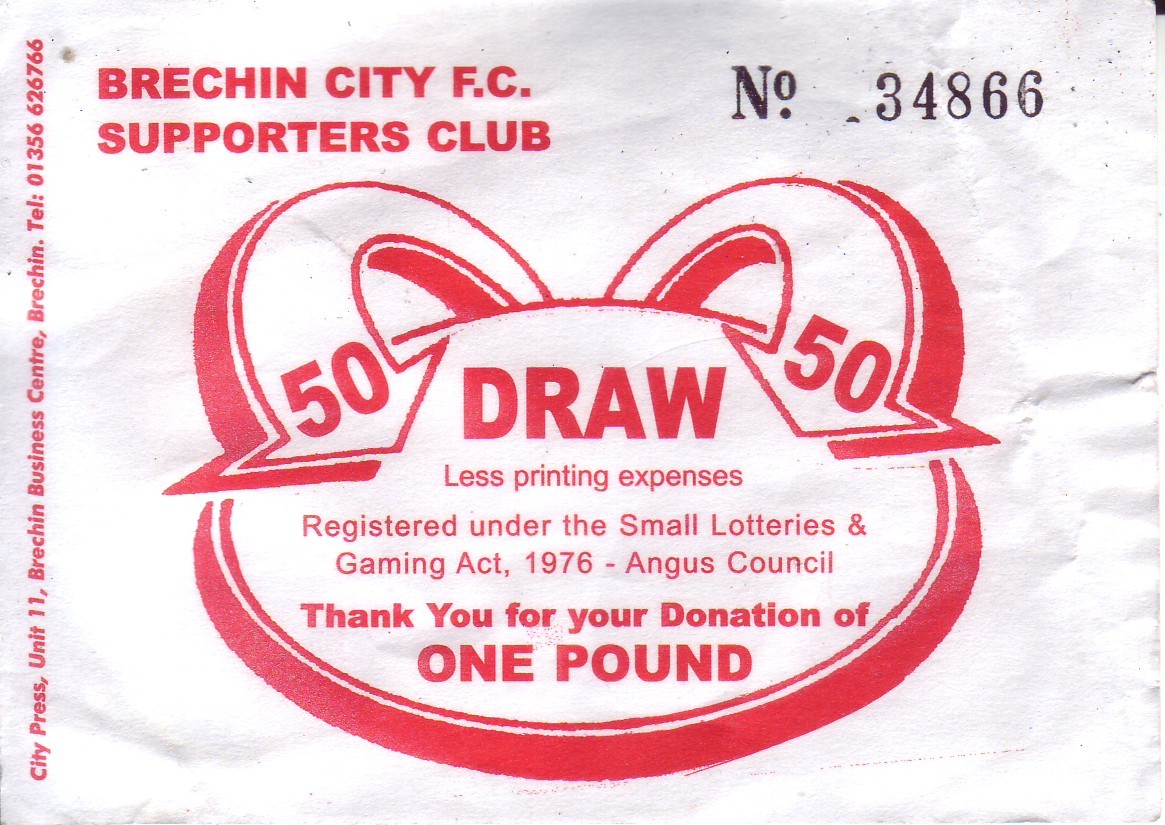 BRECHIN CITY F.C.
SUPPORTERS CLUB
Nº 34866
50 50
DRAW
Less printing expenses
Registered under the Small Lotteries &
Gaming Act, 1976 - Angus Council
Thank You for your Donation of
ONE POUND
City Press, Unit 11, Brechin Business Centre, Brechin. Tel: 01356 626766